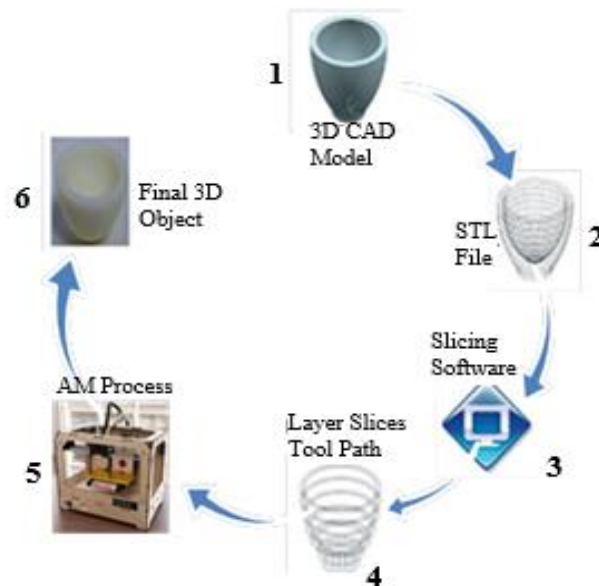 1
3D CAD
Model
STL
File
2
Slicing
Software
3
Layer Slices
Tool Path
4
AM Process
5
6
Final 3D
Object